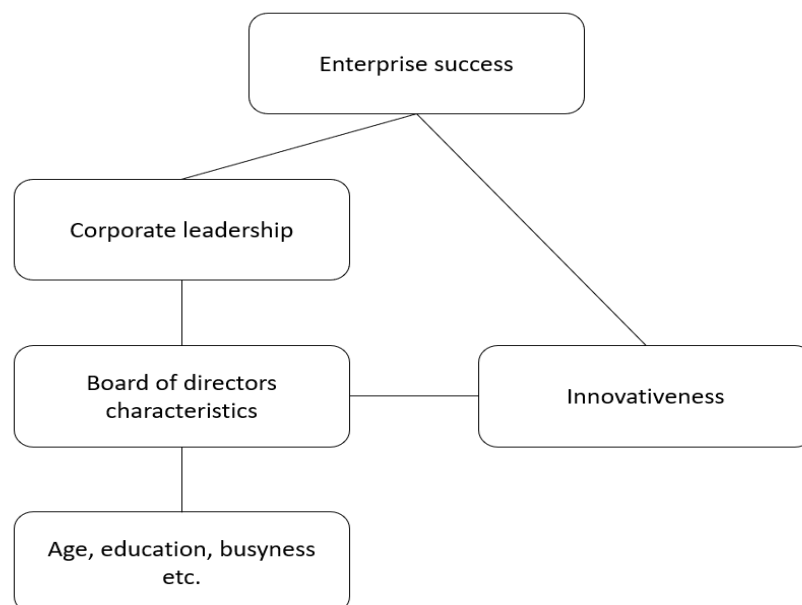 Enterprise success
Corporate leadership
Board of directors
characteristics
Innovativeness
Age, education, busyness
etc.